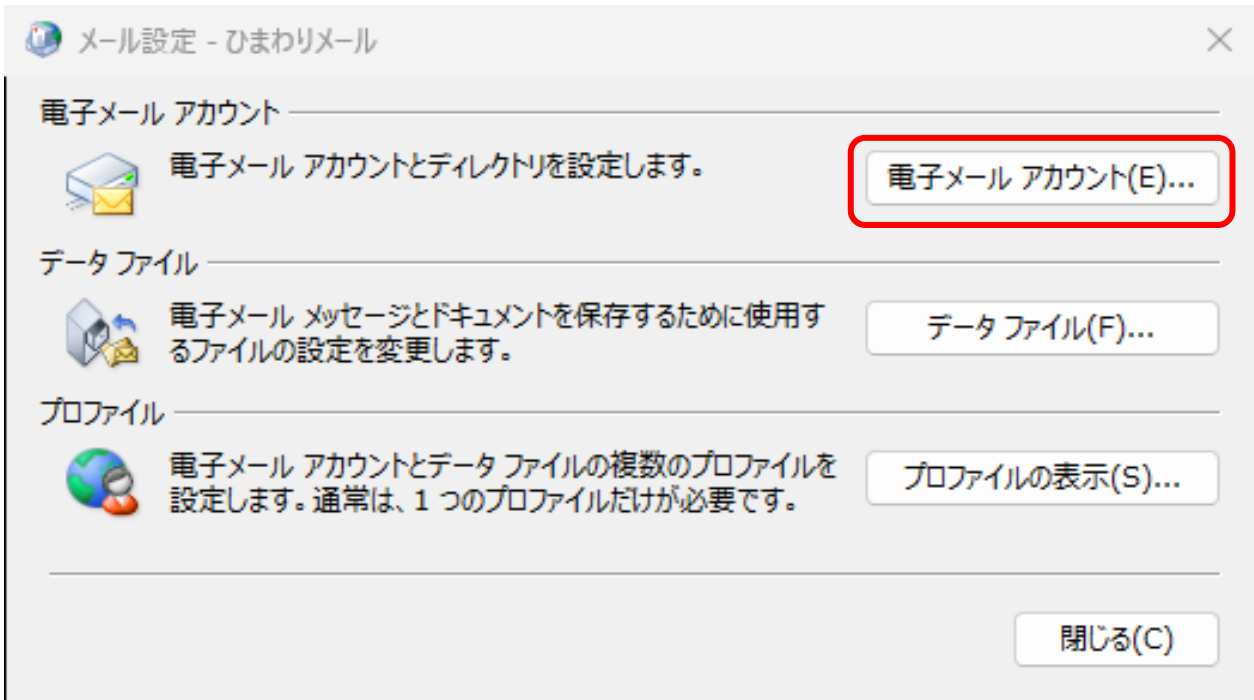 メール設定 - ひまわりメール
電子メール アカウント
電子メール アカウントとディレクトリを設定します。
電子メール アカウント(E)...
データ ファイル
電子メール メッセージとドキュメントを保存するために使用す
るファイルの設定を変更します。
データ ファイル(F)...
プロファイル
電子メール アカウントとデータ ファイルの複数のプロファイルを
設定します。通常は、1 つのプロファイルだけが必要です。
プロファイルの表示(S)...
閉じる(C)